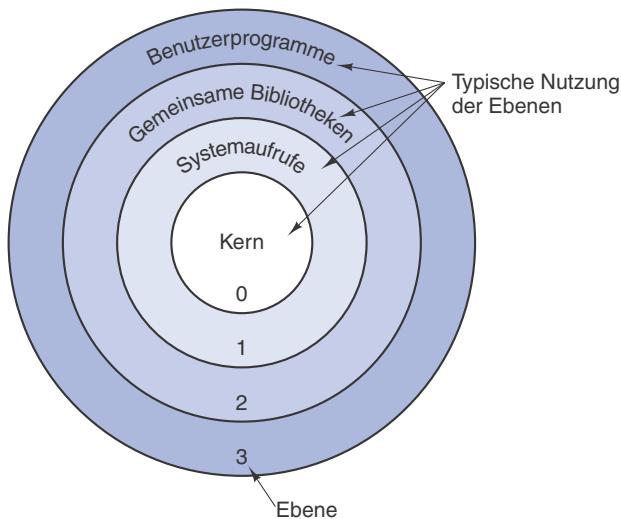 Benutzerprogramme
Gemeinsame Bibliotheken
Systemaufrufe
Kern
0
1
2
3
Typische Nutzung
der Ebenen
Ebene